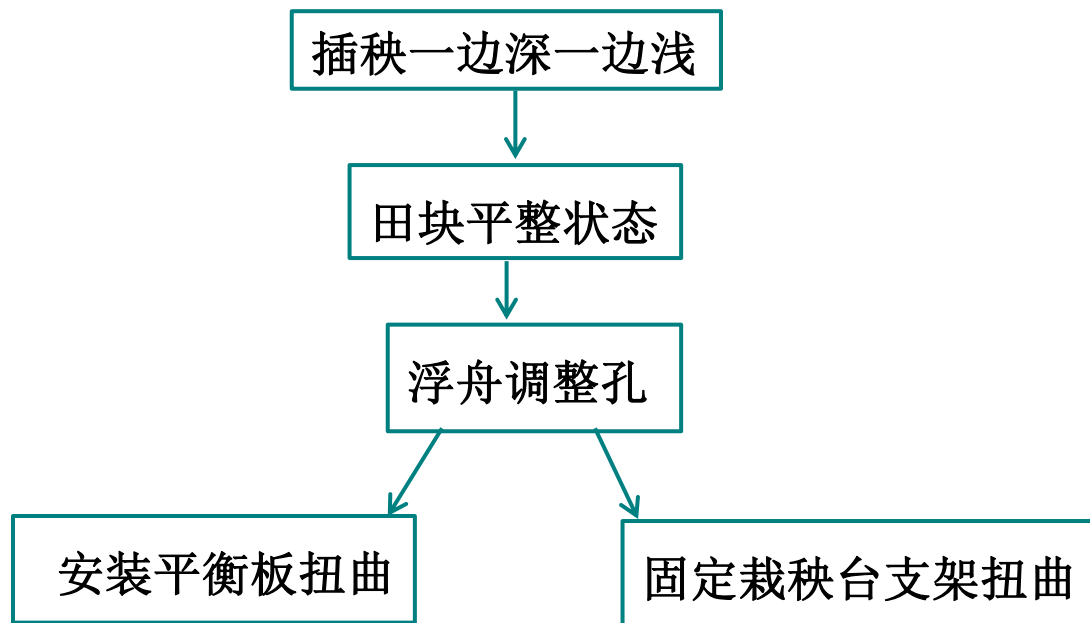 插秧一边深一边浅
田块平整状态
浮舟调整孔
安装平衡板扭曲
固定栽秧台支架扭曲